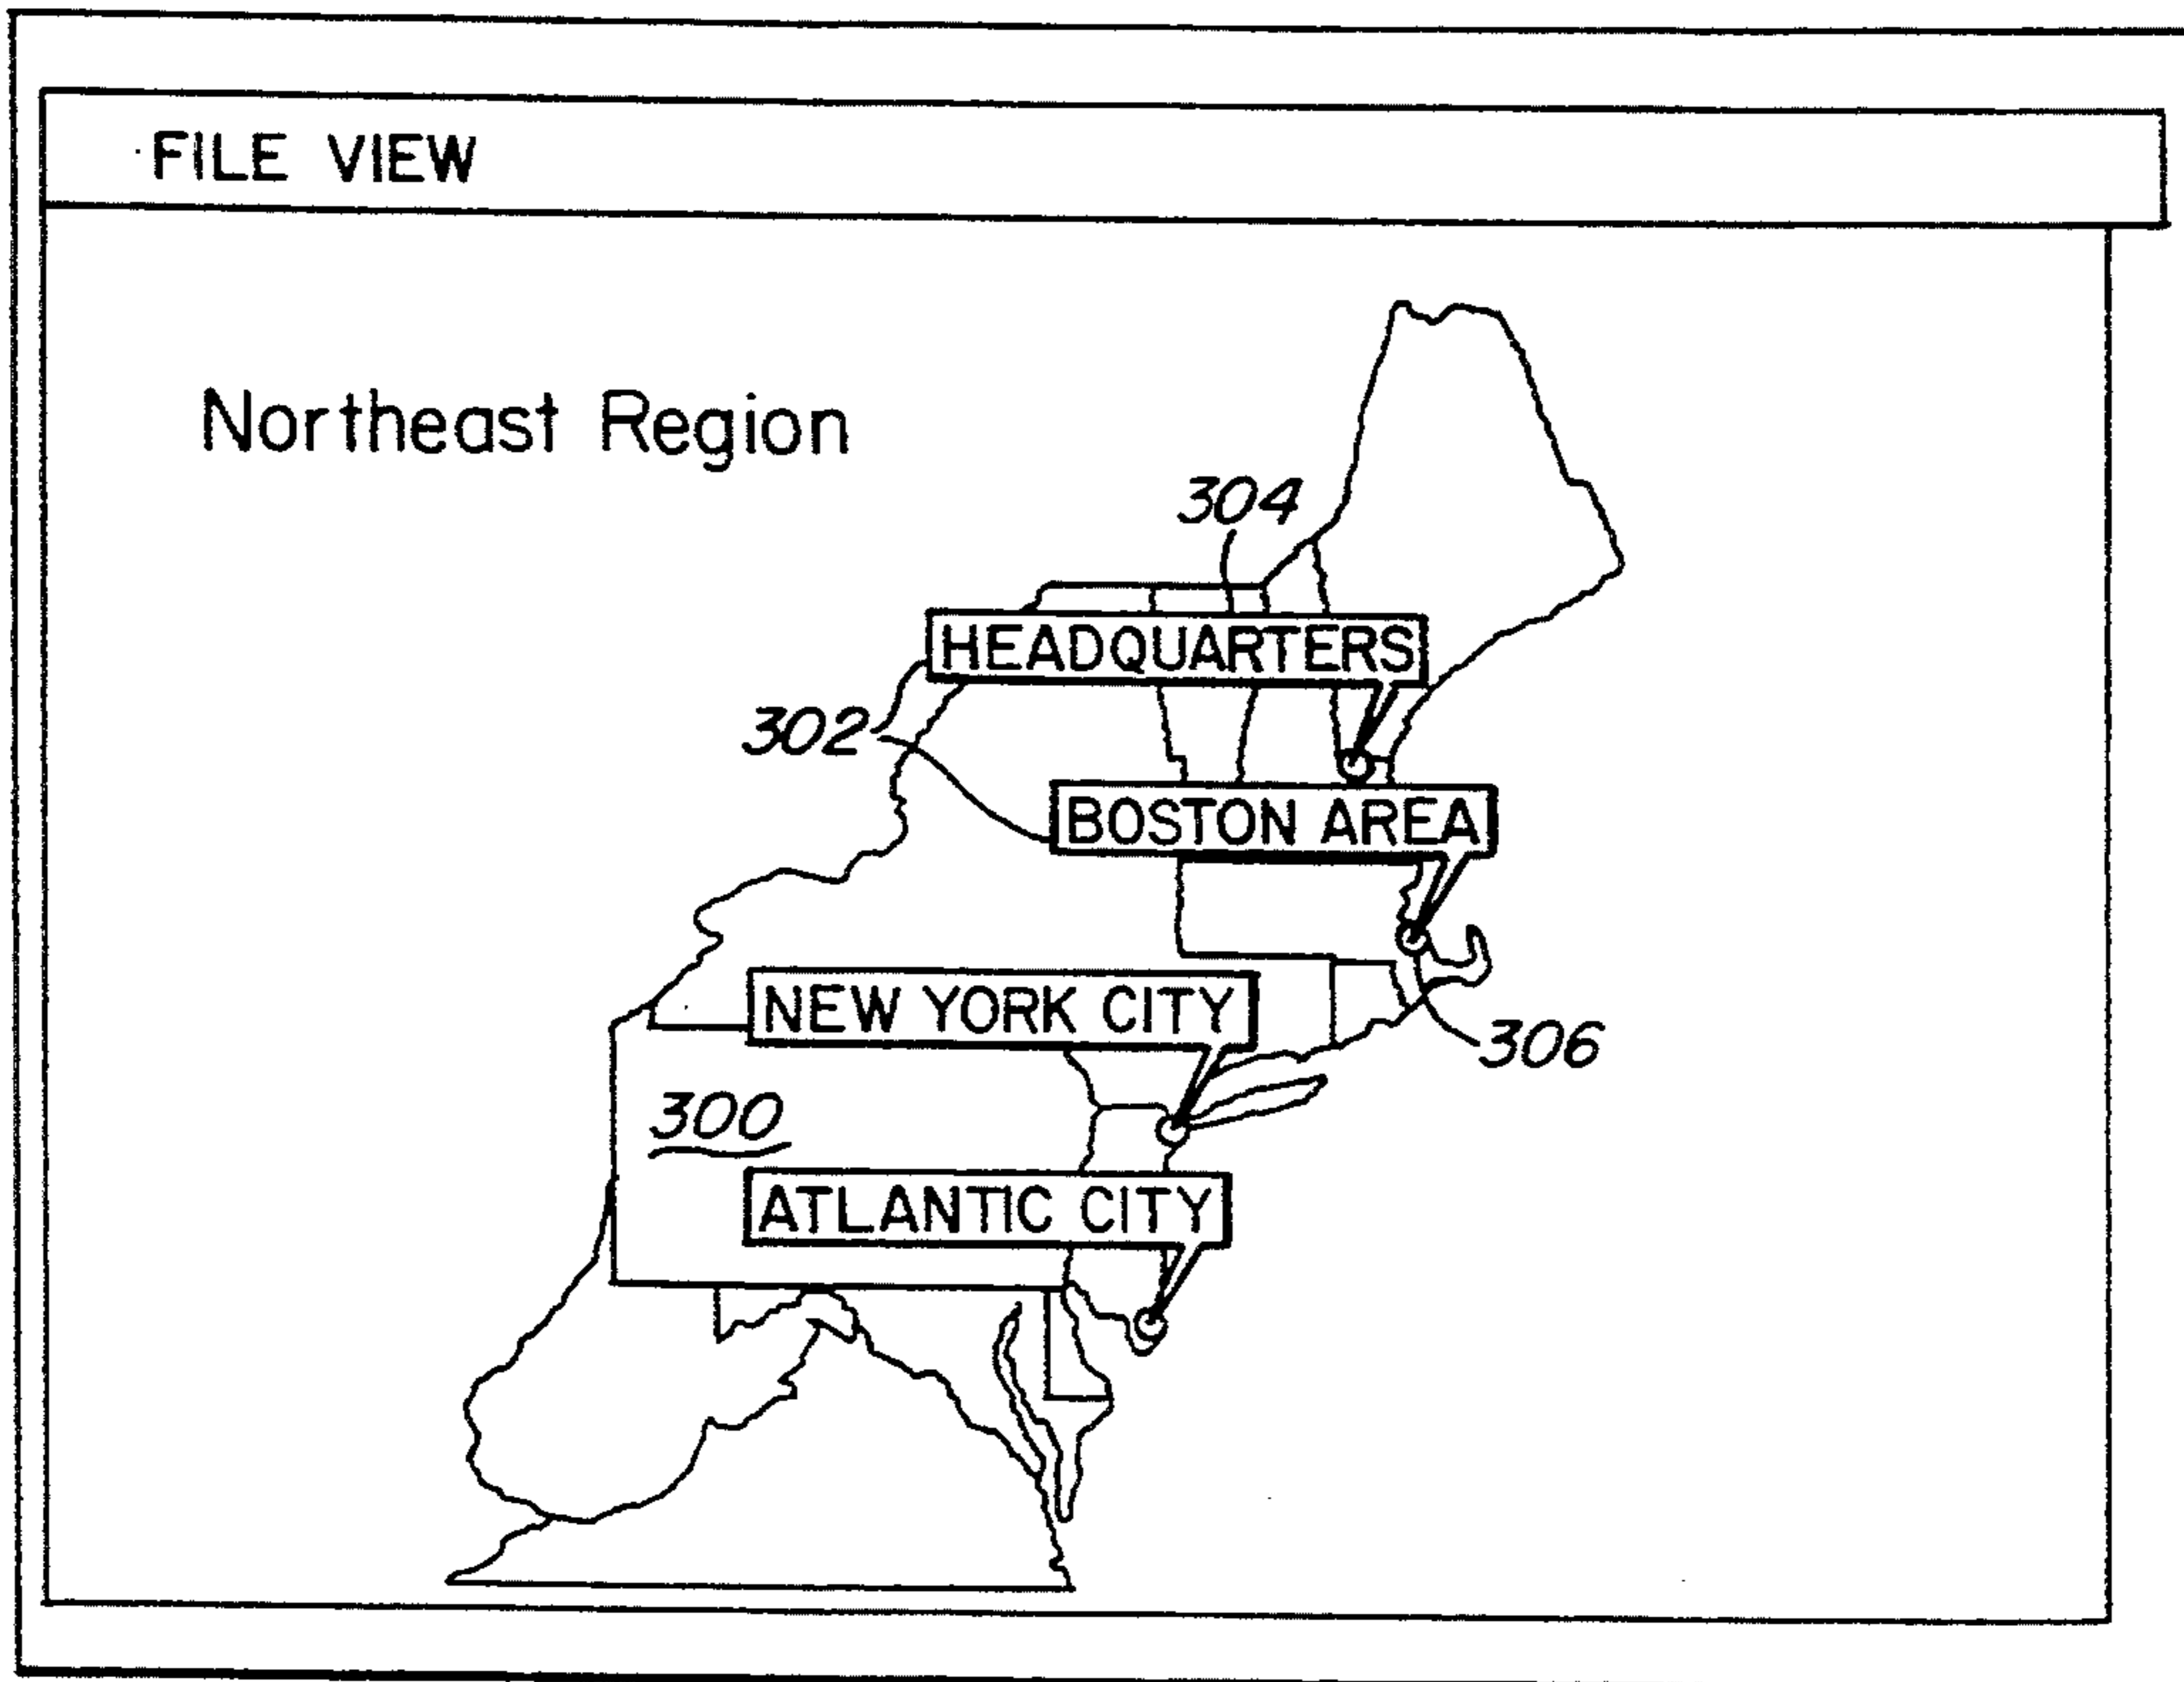 FILE VIEW
Northeast Region
304
HEADQUARTERS
302
BOSTON AREA
NEW YORK CITY
306
300
ATLANTIC CITY